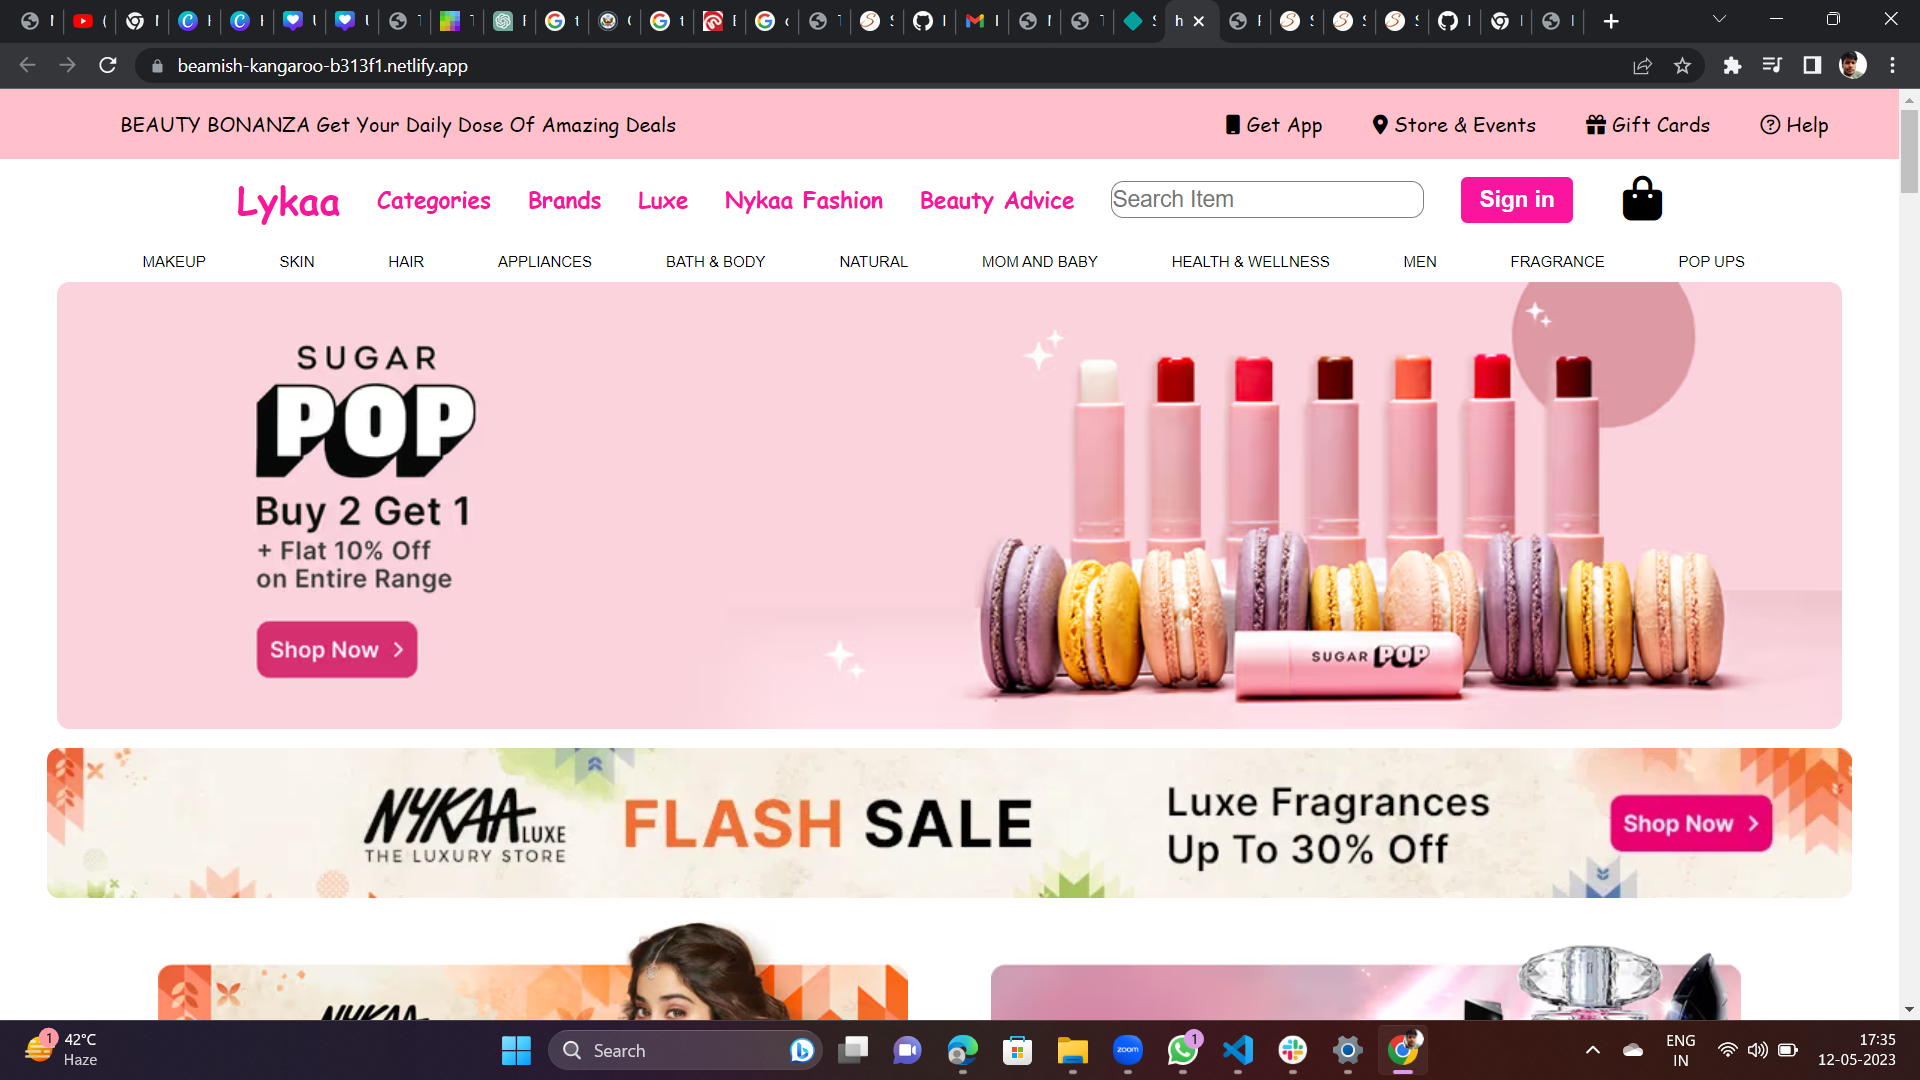 beamish-kangaroo-b313f1.netlify.app
BEAUTY BONANZA Get Your Daily Dose Of Amazing Deals
Get App
Store & Events
Gift Cards
Help
Lykaa
Categories
Brands
Luxe
Nykaa Fashion
Beauty Advice
Search Item
Sign in
MAKEUP
SKIN
HAIR
APPLIANCES
BATH & BODY
NATURAL
MOM AND BABY
HEALTH & WELLNESS
MEN
FRAGRANCE
POP UPS
SUGAR
POP
Buy 2 Get 1
+ Flat 10% Off
on Entire Range
Shop Now
SUGAR POP
NYKAA LUXE
THE LUXURY STORE
FLASH SALE
Luxe Fragrances
Up To 30% Off
Shop Now
1
42°C
Haze
Search
zoom
1
ENG
IN
17:35
12-05-2023